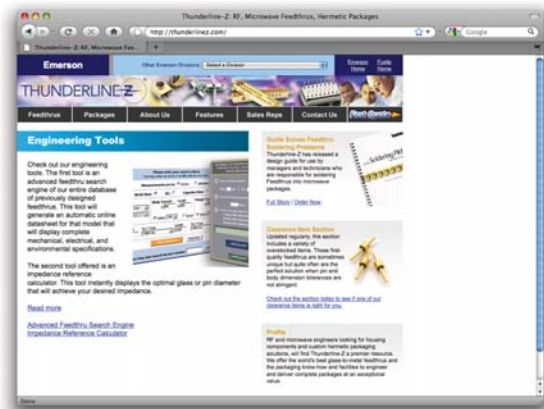 Thunderline-Z: RF, Microwave Feedthrus, Hermetic Packages
http://thunderlinez.com/
Google
Thunderline-Z: RF, Microwave Fee...
Emerson
Other Emerson Divisions
Select a Division
Emerson Home
Fusite Home
THUNDERLINE-Z
Feedthrus
Packages
About Us
Features
Sales Reps
Contact Us
Fast Quote
Engineering Tools
Check out our engineering
tools. The first tool is an
advanced feedthru search
engine of our entire database
of previously designed
feedthrus. This tool will
generate an automatic online
datasheet for that model that
will display complete
mechanical, electrical, and
environmental specifications.
The second tool offered is an
impedance reference
calculator. This tool instantly displays the optimal glass or pin diameter
that will achieve your desired impedance.
Read more
Advanced Feedthru Search Engine
Impedance Reference Calculator
Guide Solves Feedthru
Soldering Problems
Thunderline-Z has released a
design guide for use by
managers and technicians who
are responsible for soldering
Feedthrus into microwave
packages.
Full Story | Order Now
Clearance Item Section
Updated regularly, this section
includes a variety of
overstocked items. These first-
quality feedthrus are sometimes
unique but quite often are the
perfect solution when pin and
body dimension tolerances are
not stringent.
Check out the section today to see if one of our
clearance items is right for you.
Profile
RF and microwave engineers looking for housing
components and custom hermetic packaging
solutions, will find Thunderline-Z a premier resource,
we offer the world's best glass-to-metal feedthrus and
the packaging know-how and facilities to engineer
and deliver complete packages at an exceptional
value.
Done